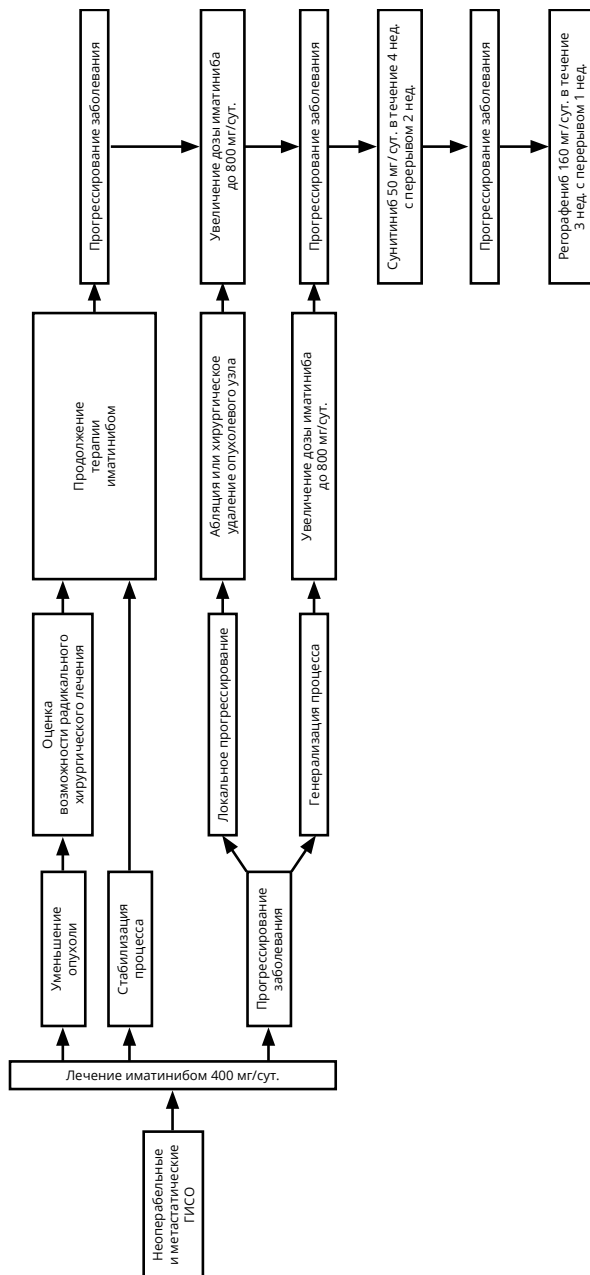 Неоперабельные
и метастатические
ГИСО
Лечение иматинибом 400 мг/сут.
Уменьшение
опухоли
Стабилизация
процесса
Прогрессирование
заболевания
Оценка
возможности радикального
хирургического лечения
Локальное прогрессирование
Генерализация процесса
Продолжение
терапии
иматинибом
Абляция или хирургическое
удаление опухолевого узла
Увеличение дозы иматиниба
до 800 мг/сут.
Прогрессирование заболевания
Увеличение дозы иматиниба
до 800 мг/сут.
Прогрессирование заболевания
Сунитиниб 50 мг/сут. в течение 4 нед.
с перерывом 2 нед.
Прогрессирование заболевания
Регорафениб 160 мг/сут. в течение
3 нед. с перерывом 1 нед.